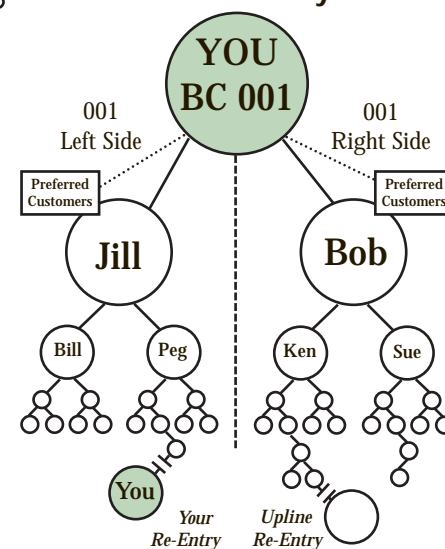 YOU
BC 001
001
Left Side
001
Right Side
Preferred
Customers
Preferred
Customers
Jill
Bob
Bill
Peg
Ken
Sue
You
Your
Re-Entry
Upline
Re-Entry